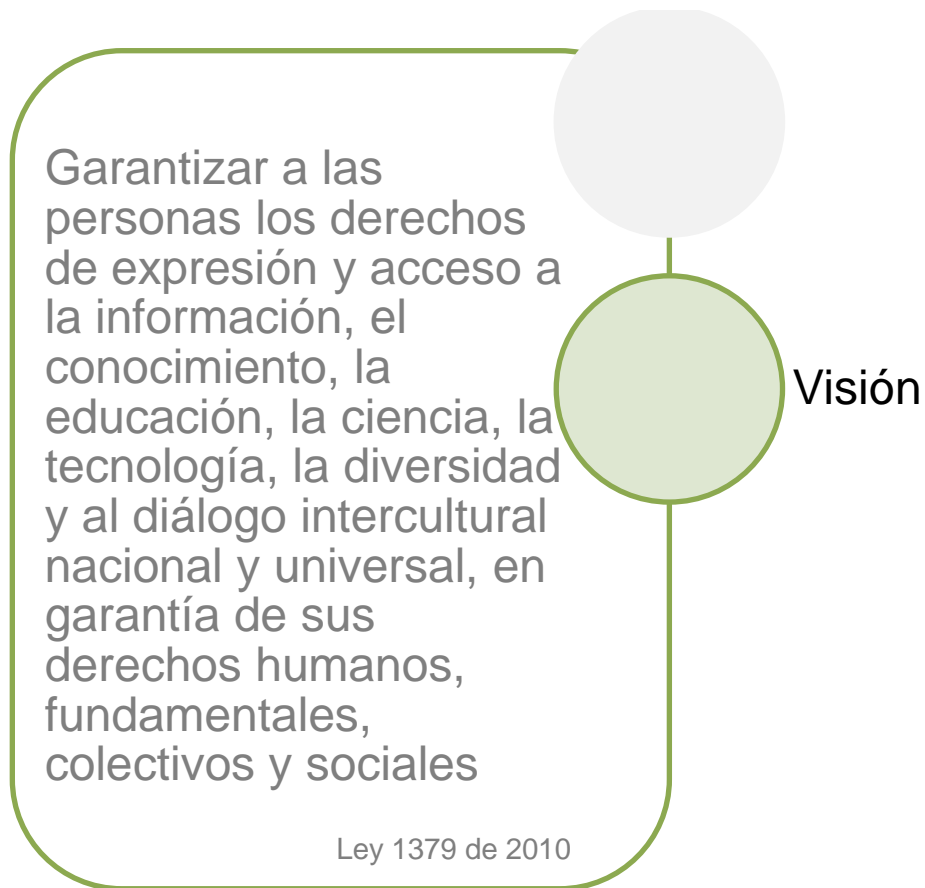 Garantizar a las
personas los derechos
de expresión y acceso a
la información, el
conocimiento, la
educación, la ciencia, la
tecnología, la diversidad
y al diálogo intercultural
nacional y universal, en
garantía de sus
derechos humanos,
fundamentales,
colectivos y sociales
Ley 1379 de 2010
Visión